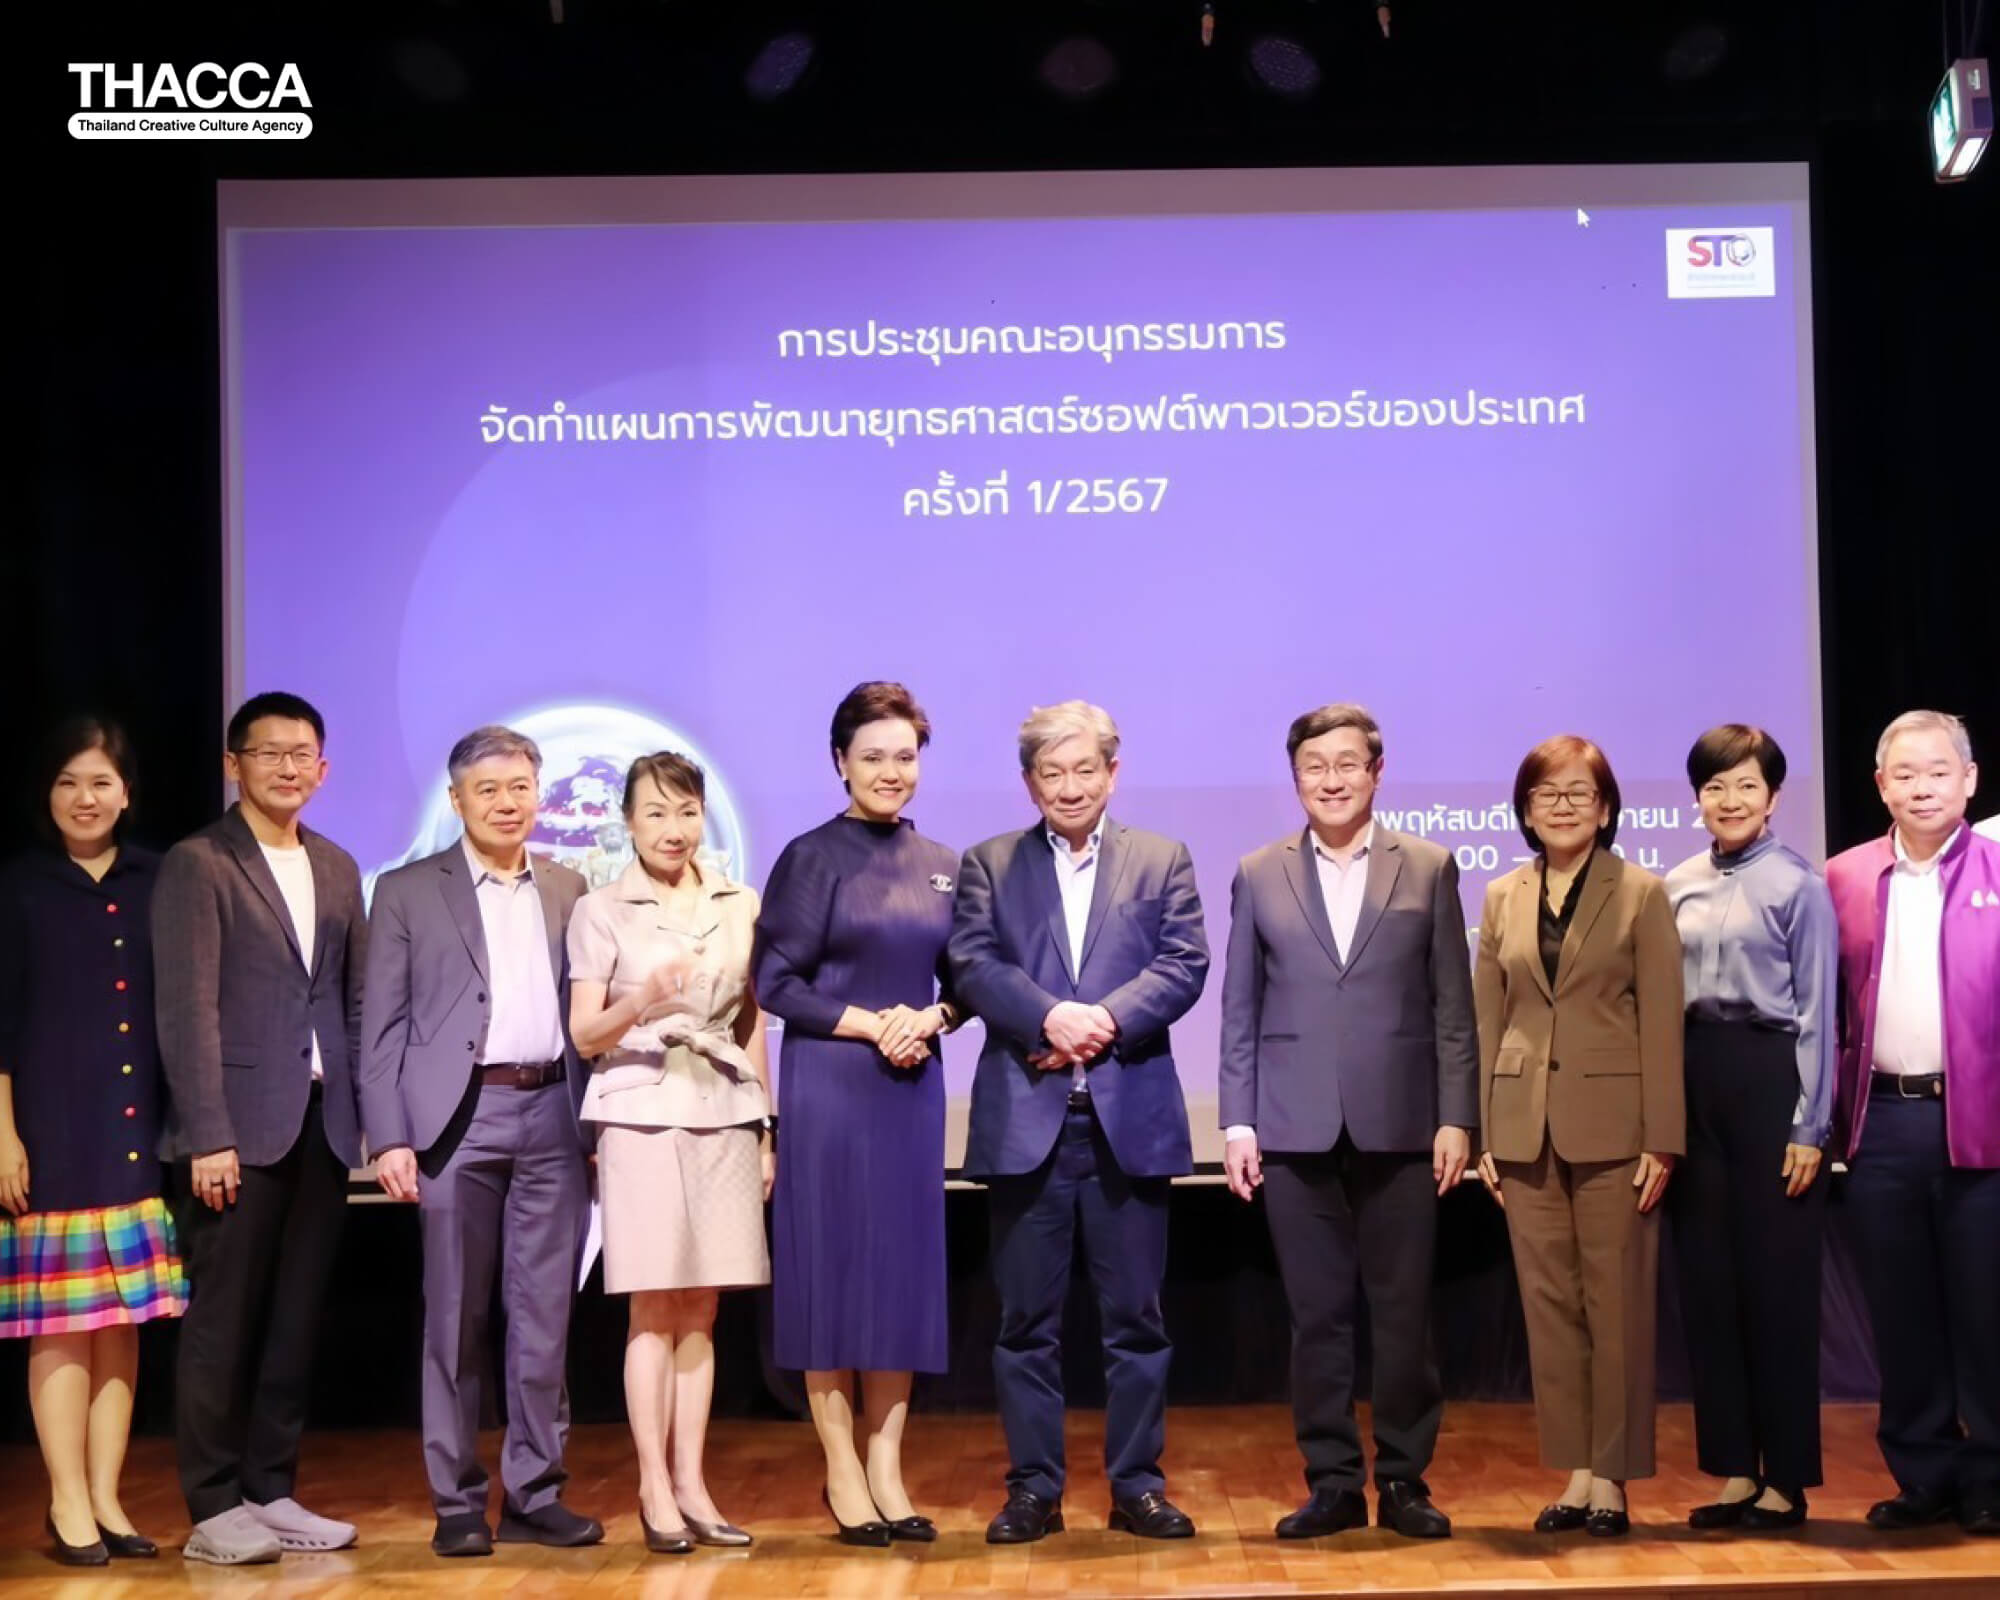 THACCA
Thailand Creative Culture Agency
STC
การประชุมคณะอนุกรรมการ
จัดทำแผนการพัฒนายุทธศาสตร์ซอฟต์พาวเวอร์ของประเทศ
ครั้งที่ 1/2567